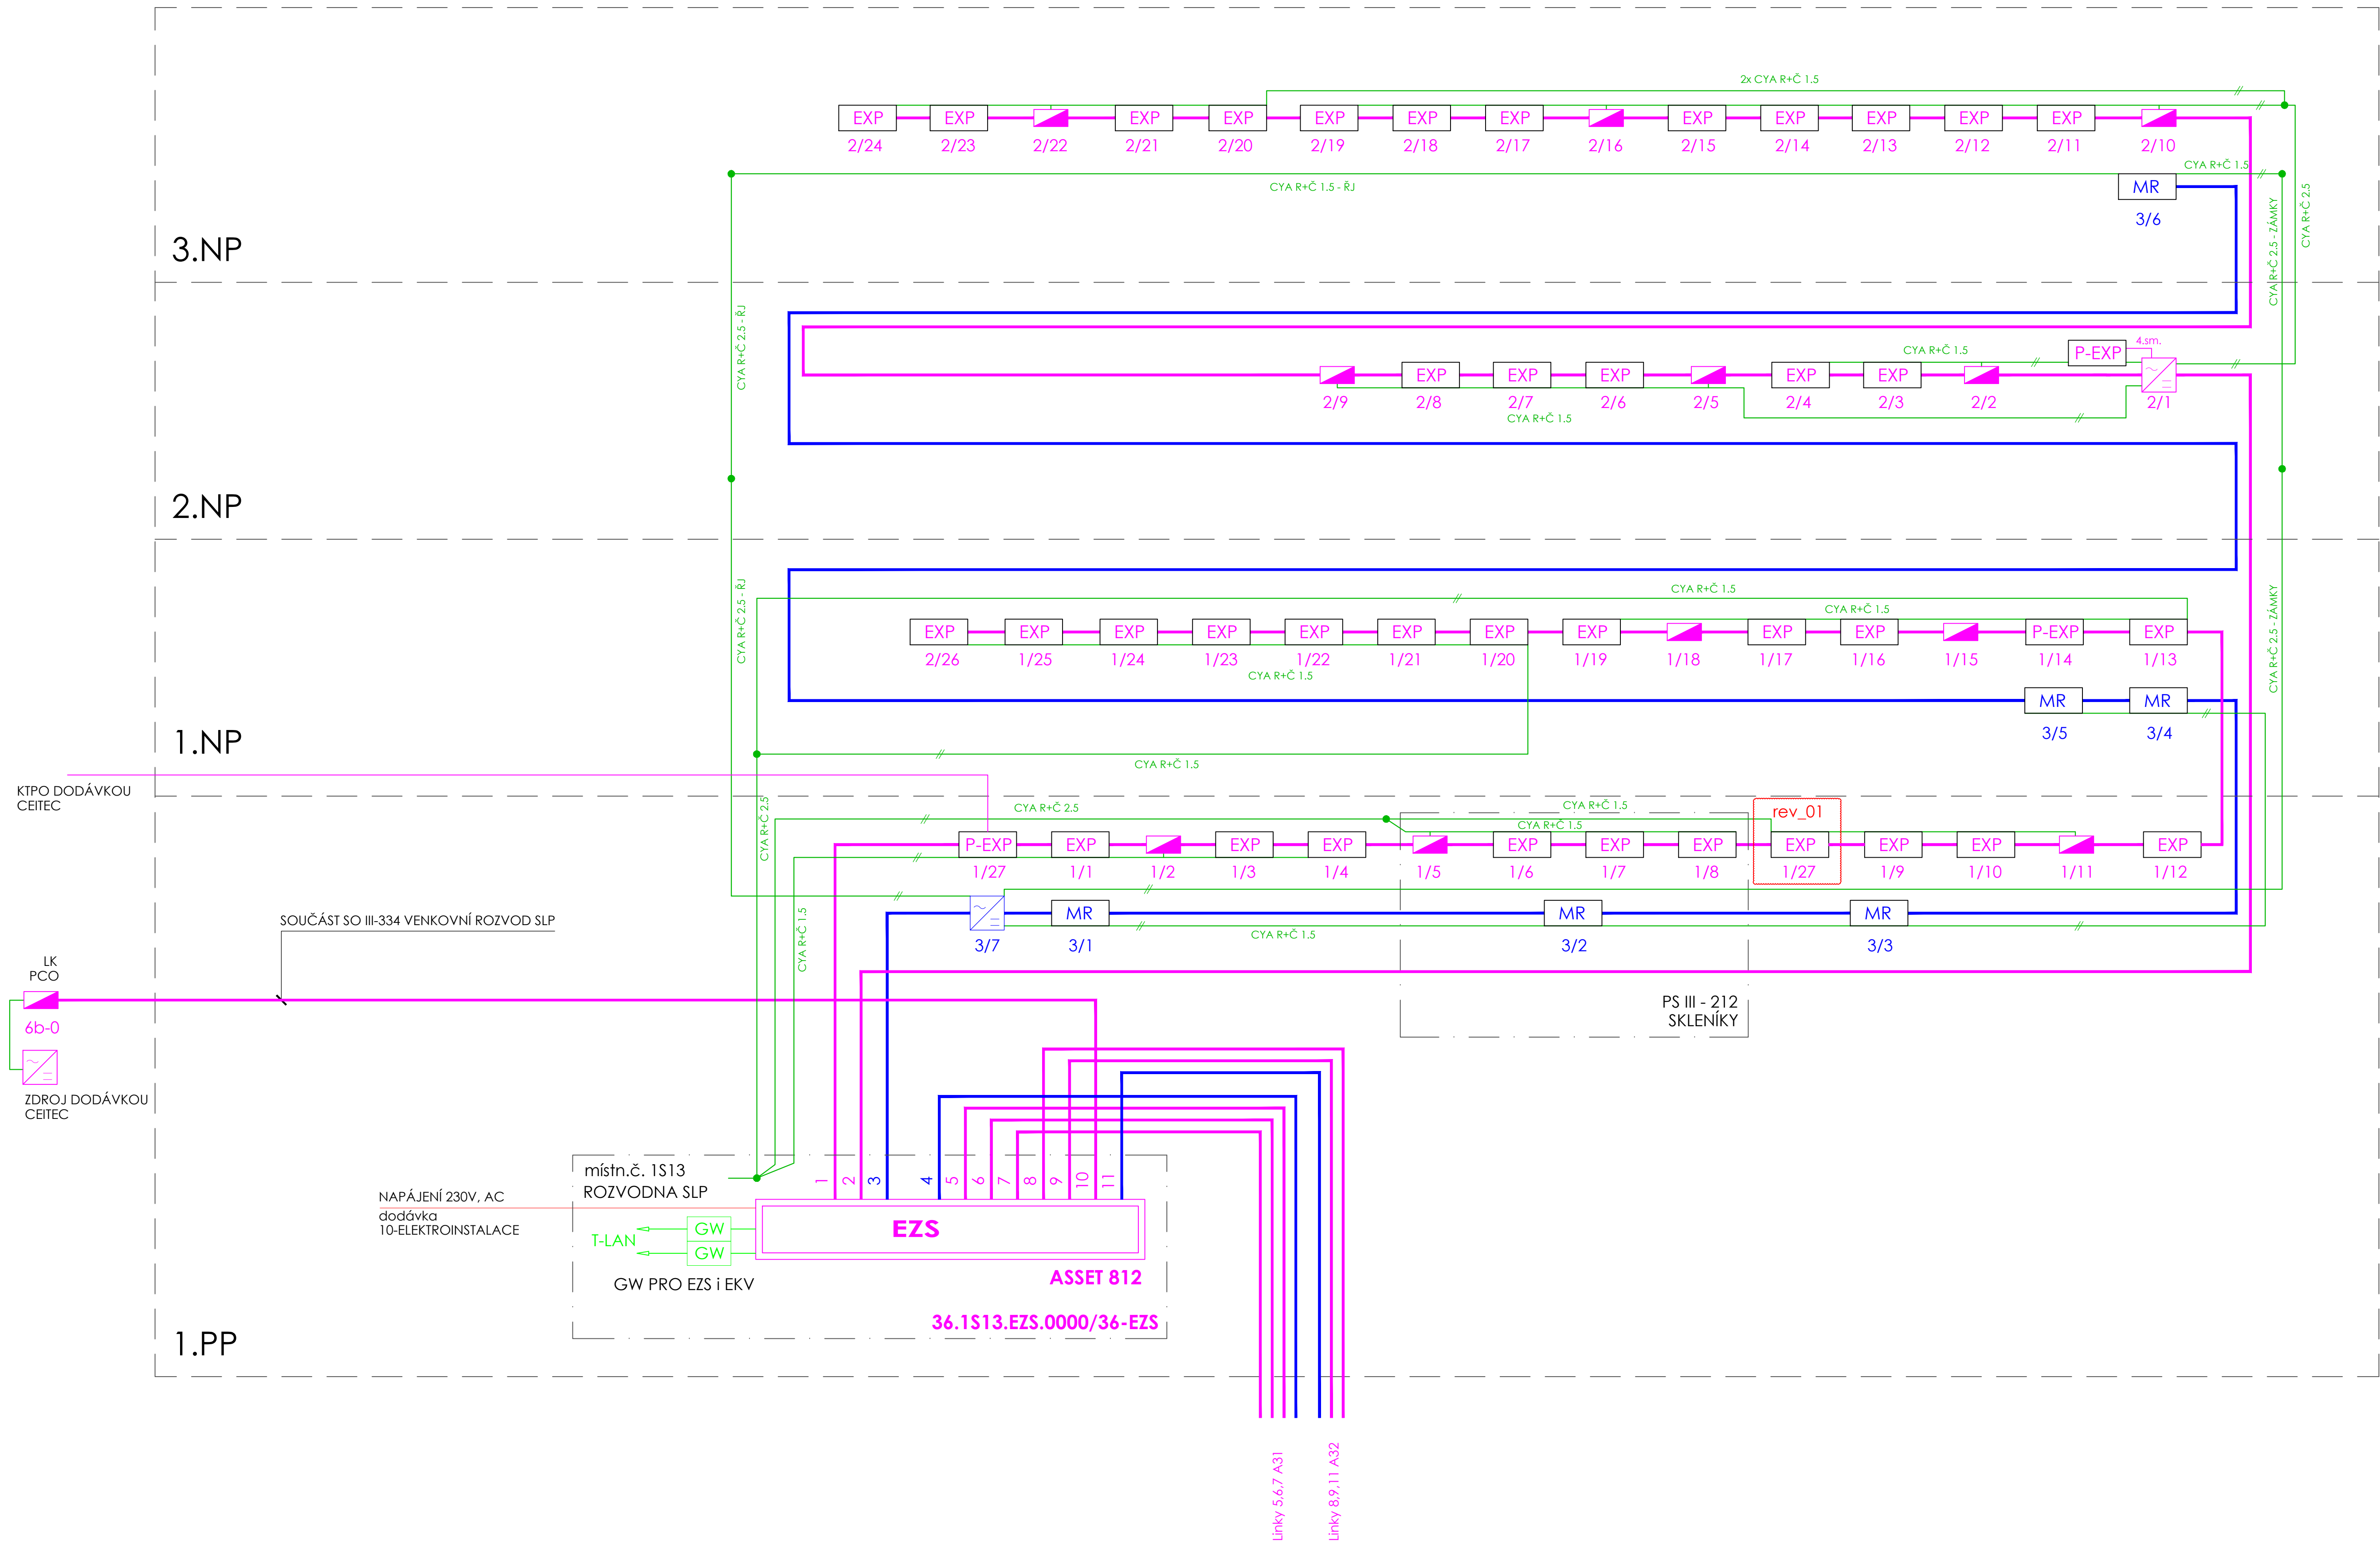 2x CYA R+Č 1.5
EXP EXP EXP EXP EXP EXP EXP EXP EXP EXP EXP EXP
2/24 2/23 2/22 2/21 2/20 2/19 2/18 2/17 2/16 2/15 2/14 2/13 2/12 2/11 2/10
CYA R+Č 1.5
CYA R+Č 1.5 - ŘJ
MR
3/6
CYA R+Č 2.5 - ZÁMKY
CYA R+Č 2.5
3.NP
CYA R+Č 2.5 - ŘJ
4.sm.
CYA R+Č 1.5
P-EXP
EXP EXP EXP EXP EXP
2/9 2/8 2/7 2/6 2/5 2/4 2/3 2/2 2/1
CYA R+Č 1.5
2.NP
CYA R+Č 2.5 - ŘJ
CYA R+Č 2.5 - ZÁMKY
CYA R+Č 1.5
CYA R+Č 1.5
EXP EXP EXP EXP EXP EXP EXP EXP EXP EXP P-EXP EXP
2/26 1/25 1/24 1/23 1/22 1/21 1/20 1/19 1/18 1/17 1/16 1/15 1/14 1/13
CYA R+Č 1.5
MR MR
3/5 3/4
1.NP
CYA R+Č 1.5
KTPO DODÁVKOU
CEITEC
CYA R+Č 2.5
CYA R+Č 2.5
CYA R+Č 1.5
rev_01
CYA R+Č 1.5
P-EXP EXP EXP EXP EXP EXP EXP EXP EXP EXP EXP
1/27 1/1 1/2 1/3 1/4 1/5 1/6 1/7 1/8 1/27 1/9 1/10 1/11 1/12
CYA R+Č 1.5
MR MR MR
CYA R+Č 1.5
3/7 3/1 3/2 3/3
SOUČÁST SO III-334 VENKOVNÍ ROZVOD SLP
LK
PCO
6b-0
ZDROJ DODÁVKOU
CEITEC
PS III - 212
SKLENÍKY
místn.č. 1S13
ROZVODNA SLP
1 2 3 4 5 6 7 8 9 10 11
NAPÁJENÍ 230V, AC
dodávka
10-ELEKTROINSTALACE
T-LAN
GW
GW
EZS
GW PRO EZS i EKV
ASSET 812
36.1S13.EZS.0000/36-EZS
1.PP
Linky 5,6,7 A31
Linky 8,9,11 A32